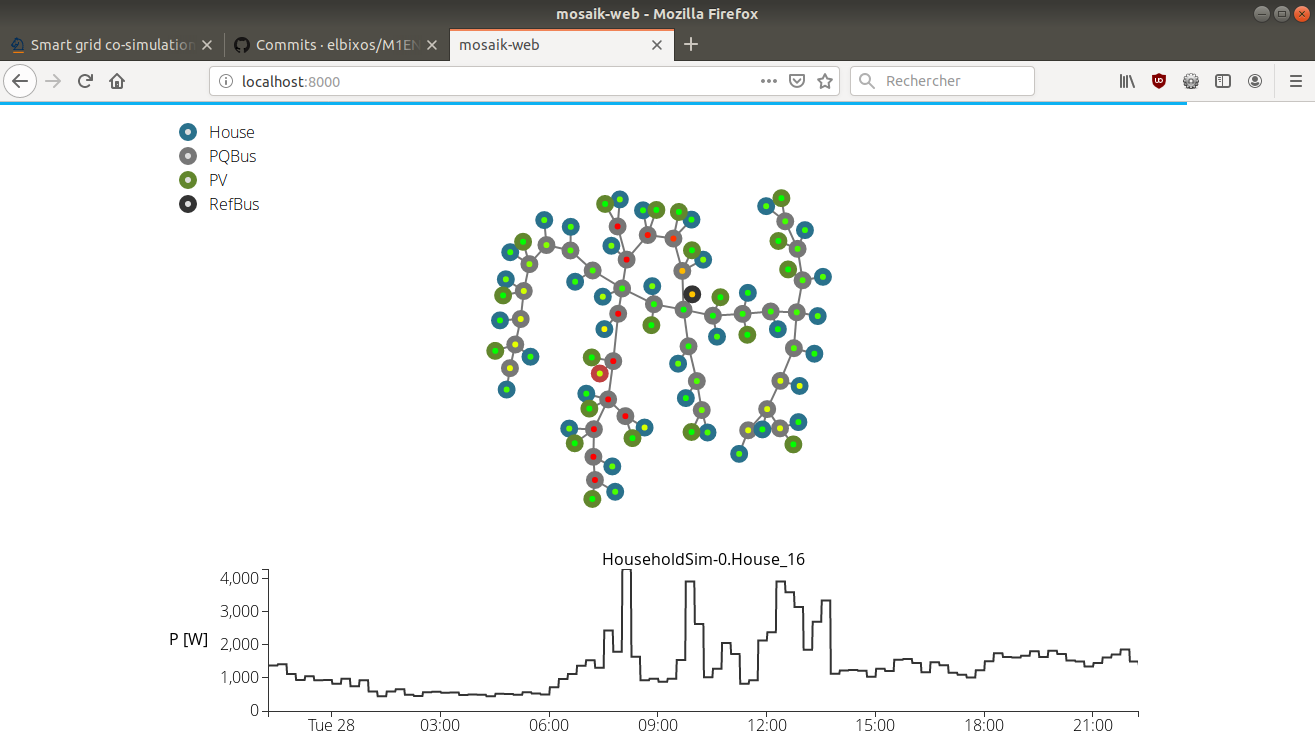 mosaik-web - Mozilla Firefox
Smart grid co-simulation
Commits · elbixos/M1EN
mosaik-web
localhost:8000
Rechercher
House
PQBus
PV
RefBus
HouseholdSim-0.House_16
4,000
3,000
P [W]
2,000
1,000
0
Tue 28
03:00
06:00
09:00
12:00
15:00
18:00
21:00